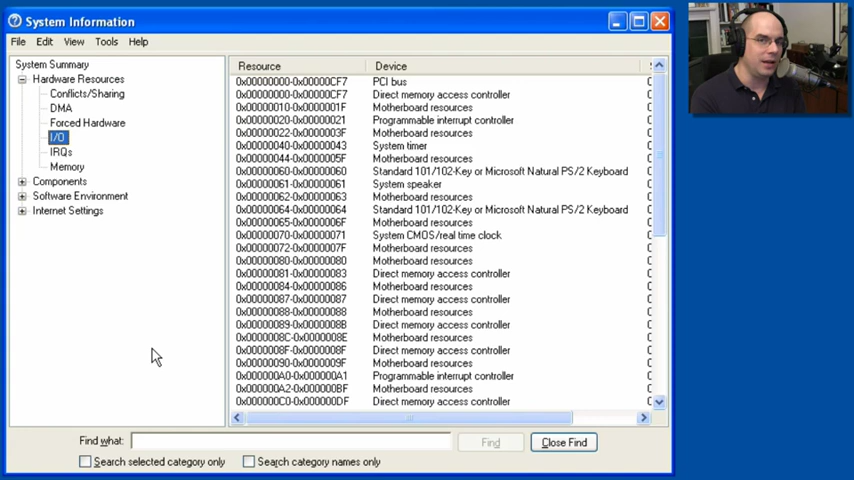 System Information
File Edit View Tools Help
System Summary
Hardware Resources
Conflicts/Sharing
DMA
Forced Hardware
I/O
IRQs
Memory
Components
Software Environment
Internet Settings
Resource Device
0x00000000-0x00000CF7 PCI bus
0x00000000-0x00000CF7 Direct memory access controller
0x00000010-0x0000001F Motherboard resources
0x00000020-0x00000021 Programmable interrupt controller
0x00000022-0x0000003F Motherboard resources
0x00000040-0x00000043 System timer
0x00000044-0x0000005F Motherboard resources
0x00000060-0x00000060 Standard 101/102-Key or Microsoft Natural PS/2 Keyboard
0x00000061-0x00000061 System speaker
0x00000062-0x00000063 Motherboard resources
0x00000064-0x00000064 Standard 101/102-Key or Microsoft Natural PS/2 Keyboard
0x00000065-0x0000006F Motherboard resources
0x00000070-0x00000071 System CMOS/real time clock
0x00000072-0x0000007F Motherboard resources
0x00000080-0x00000080 Motherboard resources
0x00000081-0x00000083 Direct memory access controller
0x00000084-0x00000086 Motherboard resources
0x00000087-0x00000087 Direct memory access controller
0x00000088-0x00000088 Motherboard resources
0x00000089-0x0000008B Direct memory access controller
0x0000008C-0x0000008E Motherboard resources
0x0000008F-0x0000008F Direct memory access controller
0x00000090-0x0000009F Motherboard resources
0x000000A0-0x000000A1 Programmable interrupt controller
0x000000A2-0x000000BF Motherboard resources
0x000000C0-0x000000DF Direct memory access controller
Find what: Find Close Find
Search selected category only Search category names only